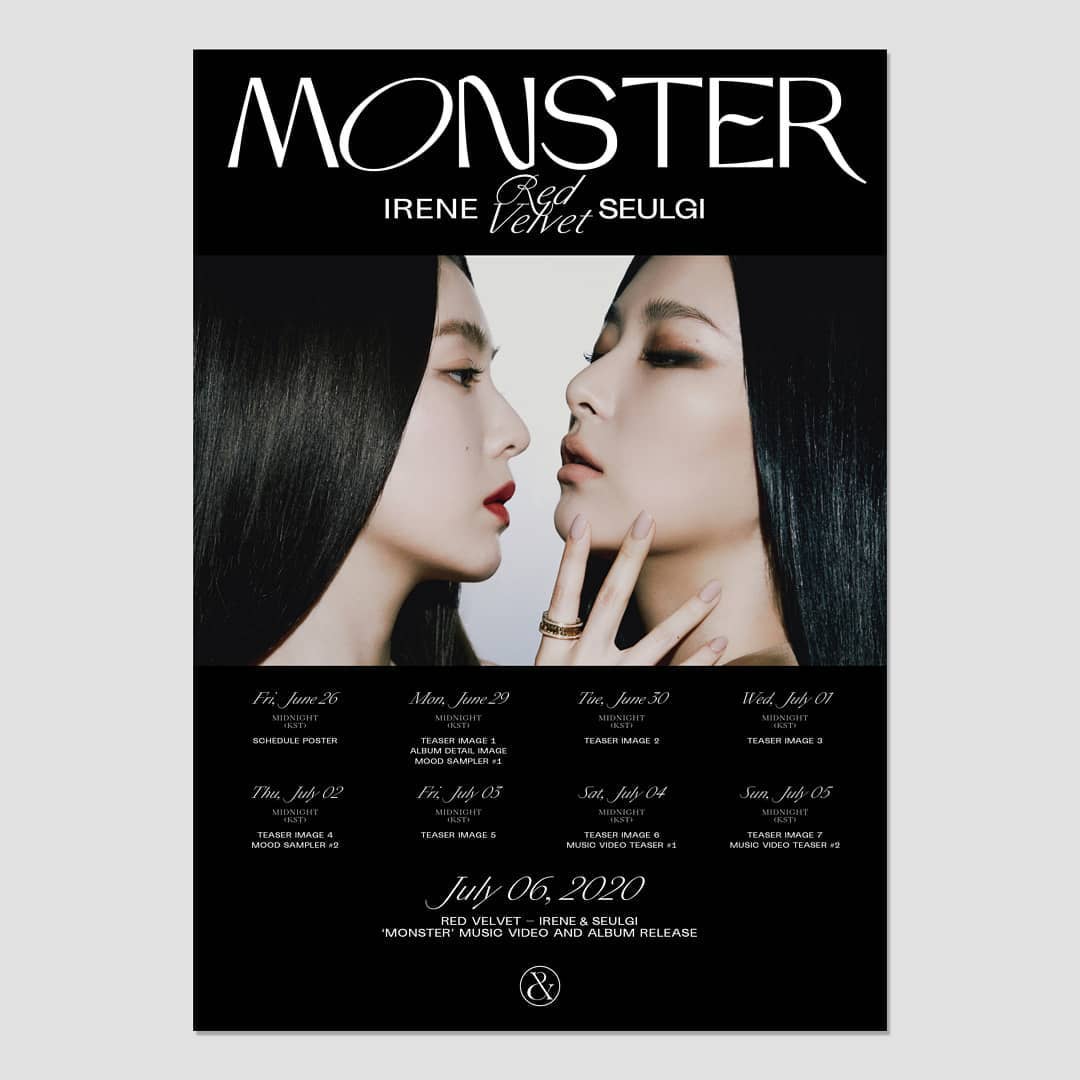 MONSTER
IRENE Red Velvet SEULGI
Fri, June 26
MIDNIGHT
(KST)
SCHEDULE POSTER
Mon, June 29
MIDNIGHT
(KST)
TEASER IMAGE 1
ALBUM DETAIL IMAGE
MOOD SAMPLER #1
Tue, June 30
MIDNIGHT
(KST)
TEASER IMAGE 2
Wed, July 01
MIDNIGHT
(KST)
TEASER IMAGE 3
Thu, July 02
MIDNIGHT
(KST)
TEASER IMAGE 4
MOOD SAMPLER #2
Fri, July 03
MIDNIGHT
(KST)
TEASER IMAGE 5
Sat, July 04
MIDNIGHT
(KST)
TEASER IMAGE 6
MUSIC VIDEO TEASER #1
Sun, July 05
MIDNIGHT
(KST)
TEASER IMAGE 7
MUSIC VIDEO TEASER #2
July 06, 2020
RED VELVET – IRENE & SEULGI
‘MONSTER’ MUSIC VIDEO AND ALBUM RELEASE
&